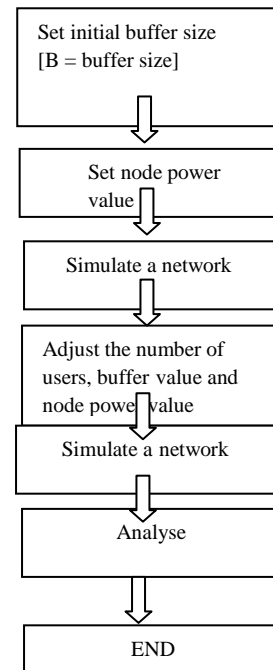 Set initial buffer size
[B = buffer size]
Set node power
value
Simulate a network
Adjust the number of
users, buffer value and
node power value
Simulate a network
Analyse
END